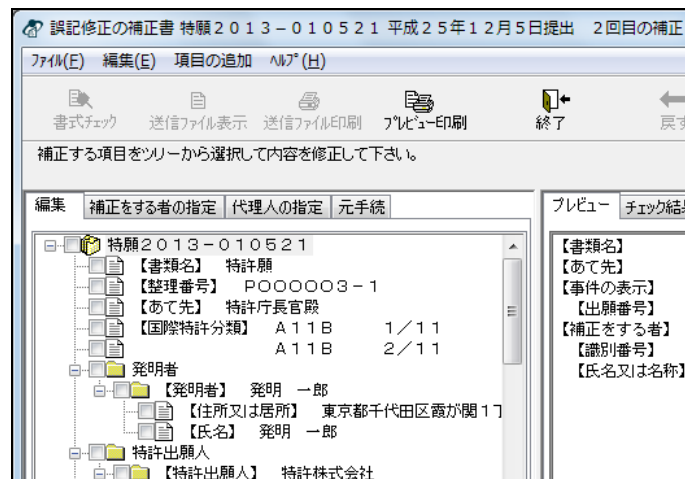 誤記修正の補正書 特願２０１３－０１０５２１ 平成２５年１２月５日提出　２回目の補正
ﾌｧｲﾙ(F)　編集(E)　項目の追加　ﾍﾙﾌﾟ(H)
書式ﾁｪｯｸ　送信ﾌｧｲﾙ表示　送信ﾌｧｲﾙ印刷　ﾌﾟﾚﾋﾞｭｰ印刷　終了　戻す
補正する項目をツリーから選択して内容を修正して下さい。
編集　補正をする者の指定　代理人の指定　元手続
特願２０１３－０１０５２１
【書類名】　特許願
【整理番号】　Ｐ０００００３－１
【あて先】　特許庁長官殿
【国際特許分類】　Ａ１１Ｂ　　１／１１
Ａ１１Ｂ　　２／１１
発明者
【発明者】　発明　一郎
【住所又は居所】　東京都千代田区霞が関１丁
【氏名】　発明　一郎
特許出願人
【特許出願人】　特許株式会社
プレビュー　チェック結果
【書類名】
【あて先】
【事件の表示】
【出願番号】
【補正をする者】
【識別番号】
【氏名又は名称】